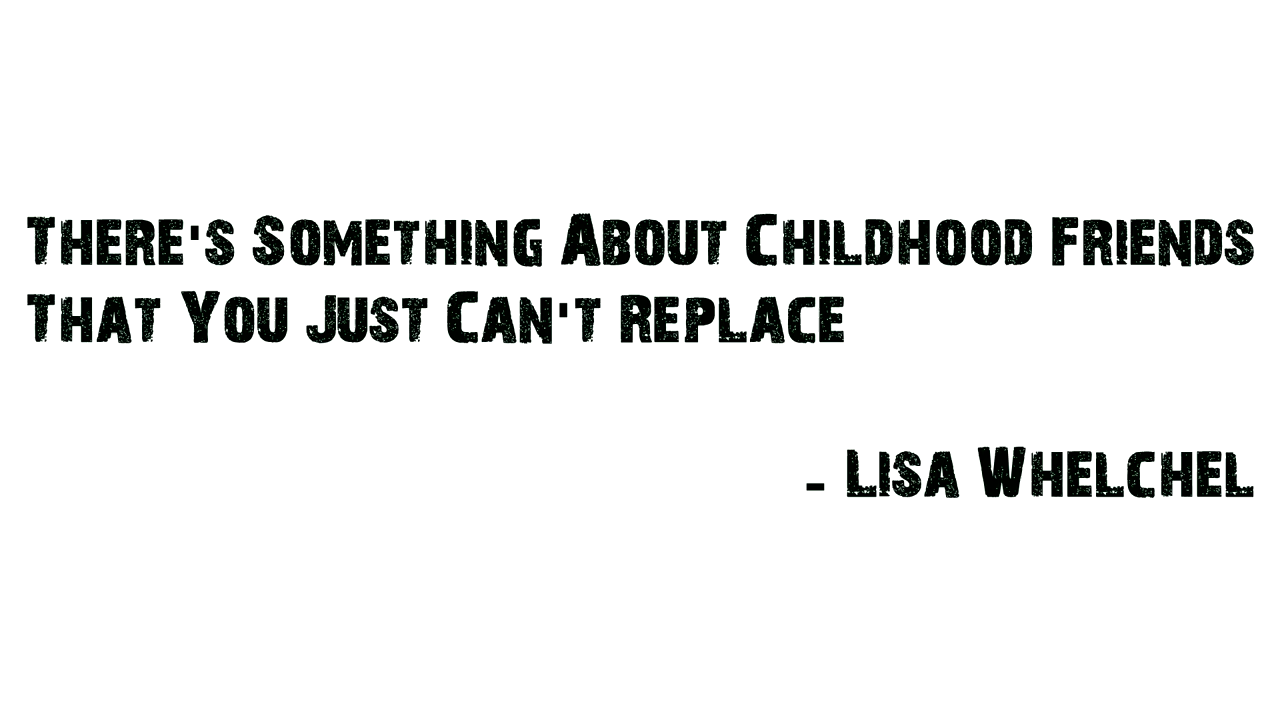 There's Something About Childhood Friends
That You Just Can't Replace
- Lisa Whelchel